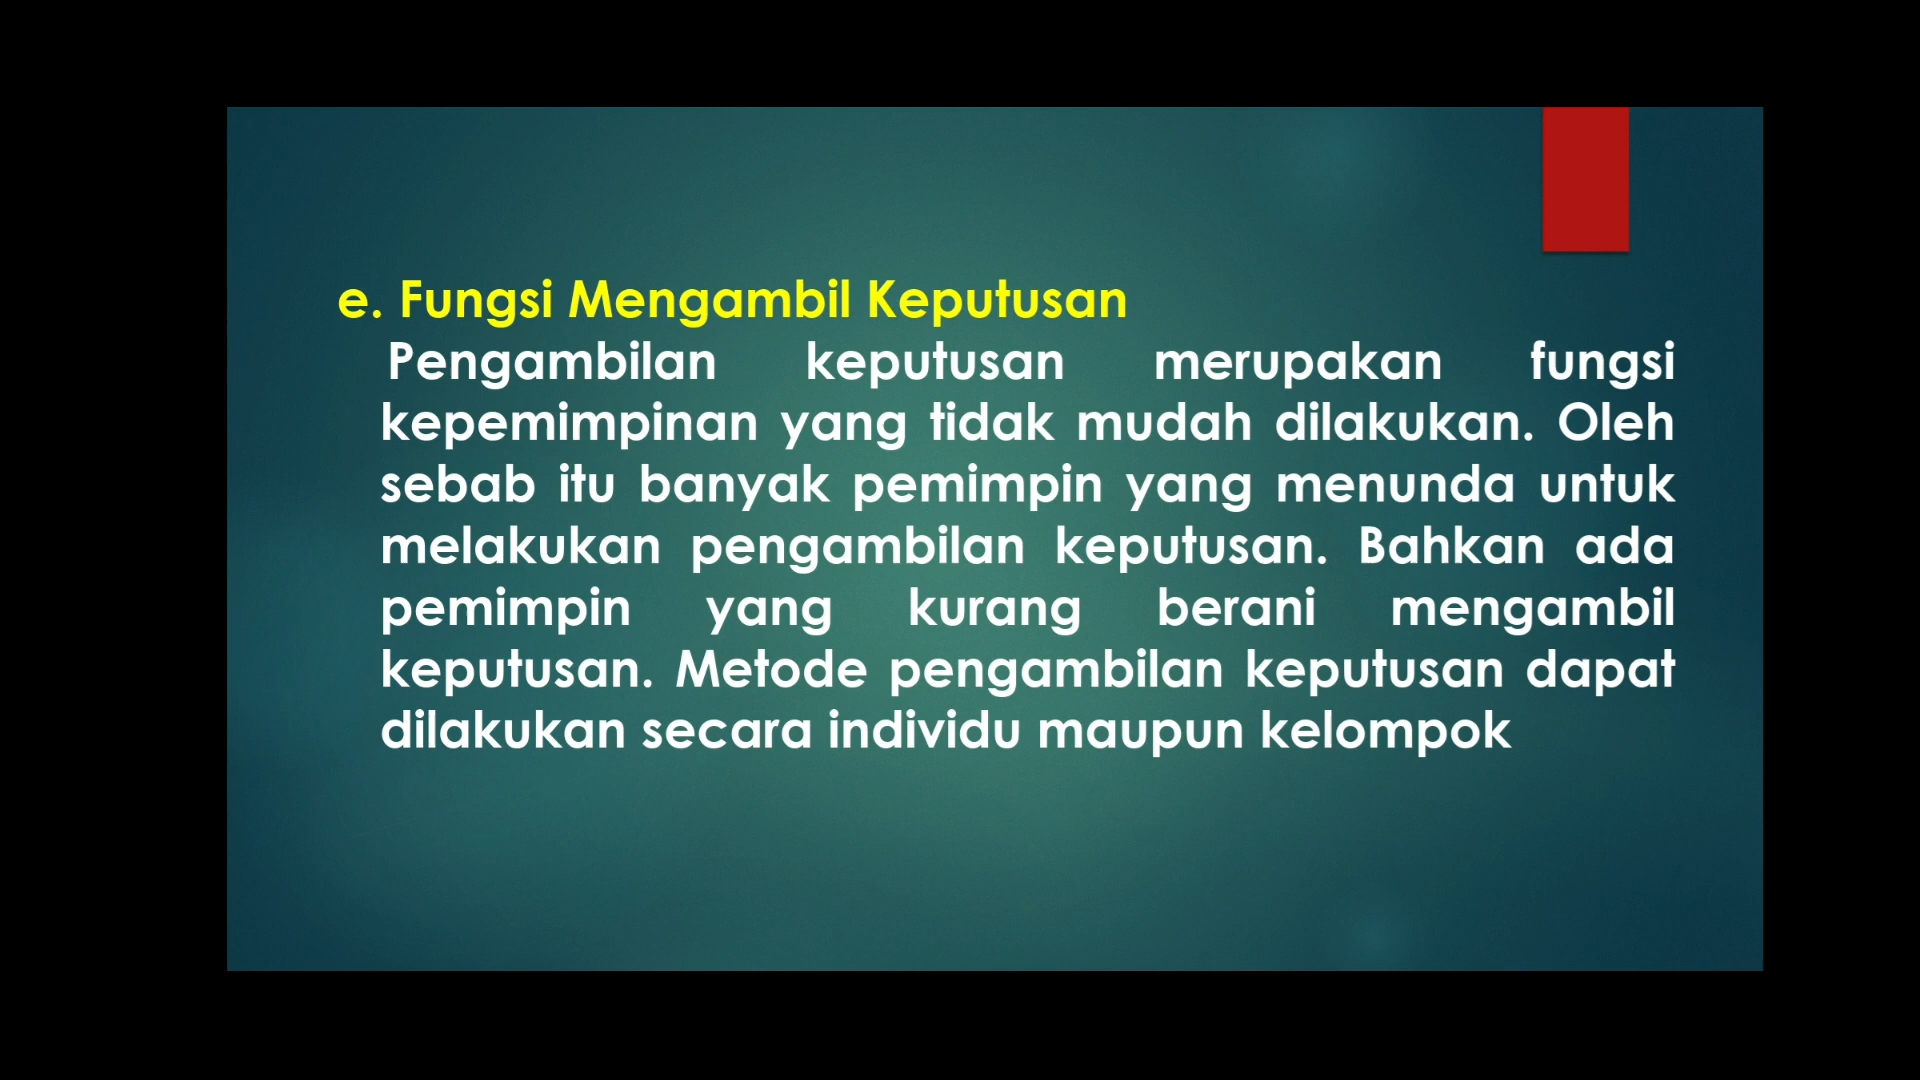 e. Fungsi Mengambil Keputusan
Pengambilan keputusan merupakan fungsi
kepemimpinan yang tidak mudah dilakukan. Oleh
sebab itu banyak pemimpin yang menunda untuk
melakukan pengambilan keputusan. Bahkan ada
pemimpin yang kurang berani mengambil
keputusan. Metode pengambilan keputusan dapat
dilakukan secara individu maupun kelompok